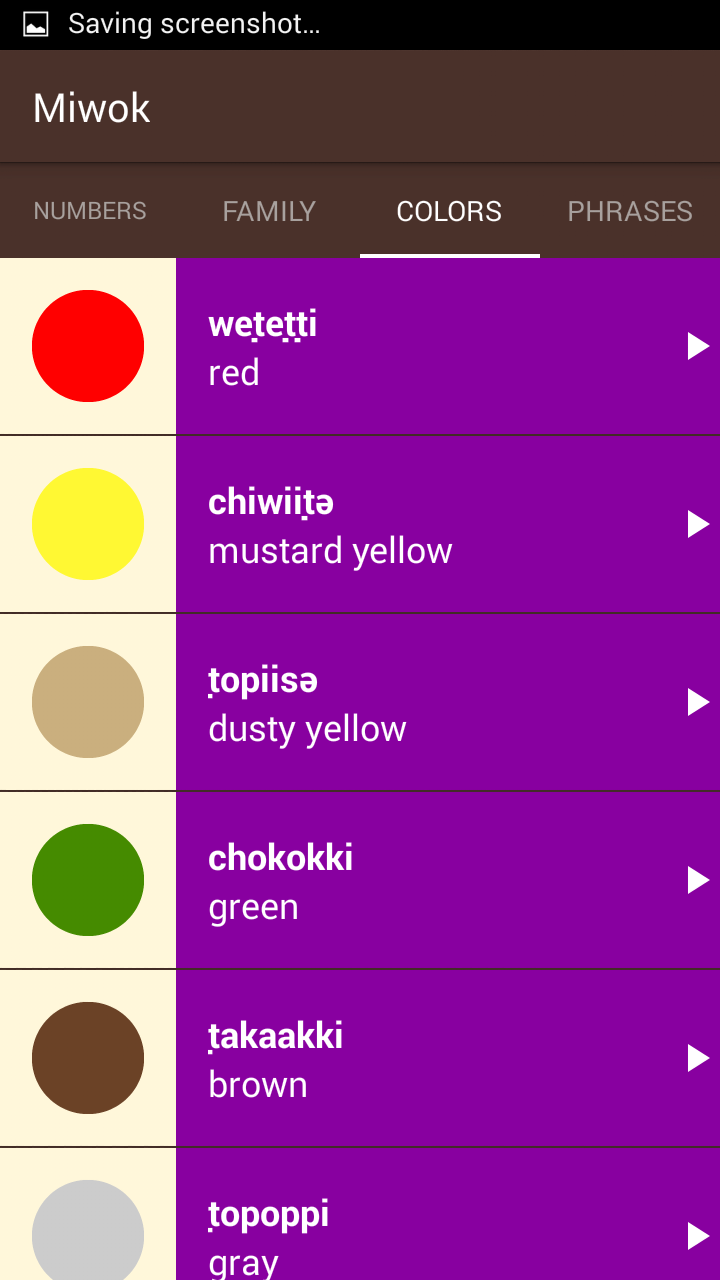 Saving screenshot...
Miwok
NUMBERS FAMILY COLORS PHRASES
weṭeṭṭi
red
chiwiiṭə
mustard yellow
ṭopiisə
dusty yellow
chokokki
green
ṭakaakki
brown
ṭopoppi
gray